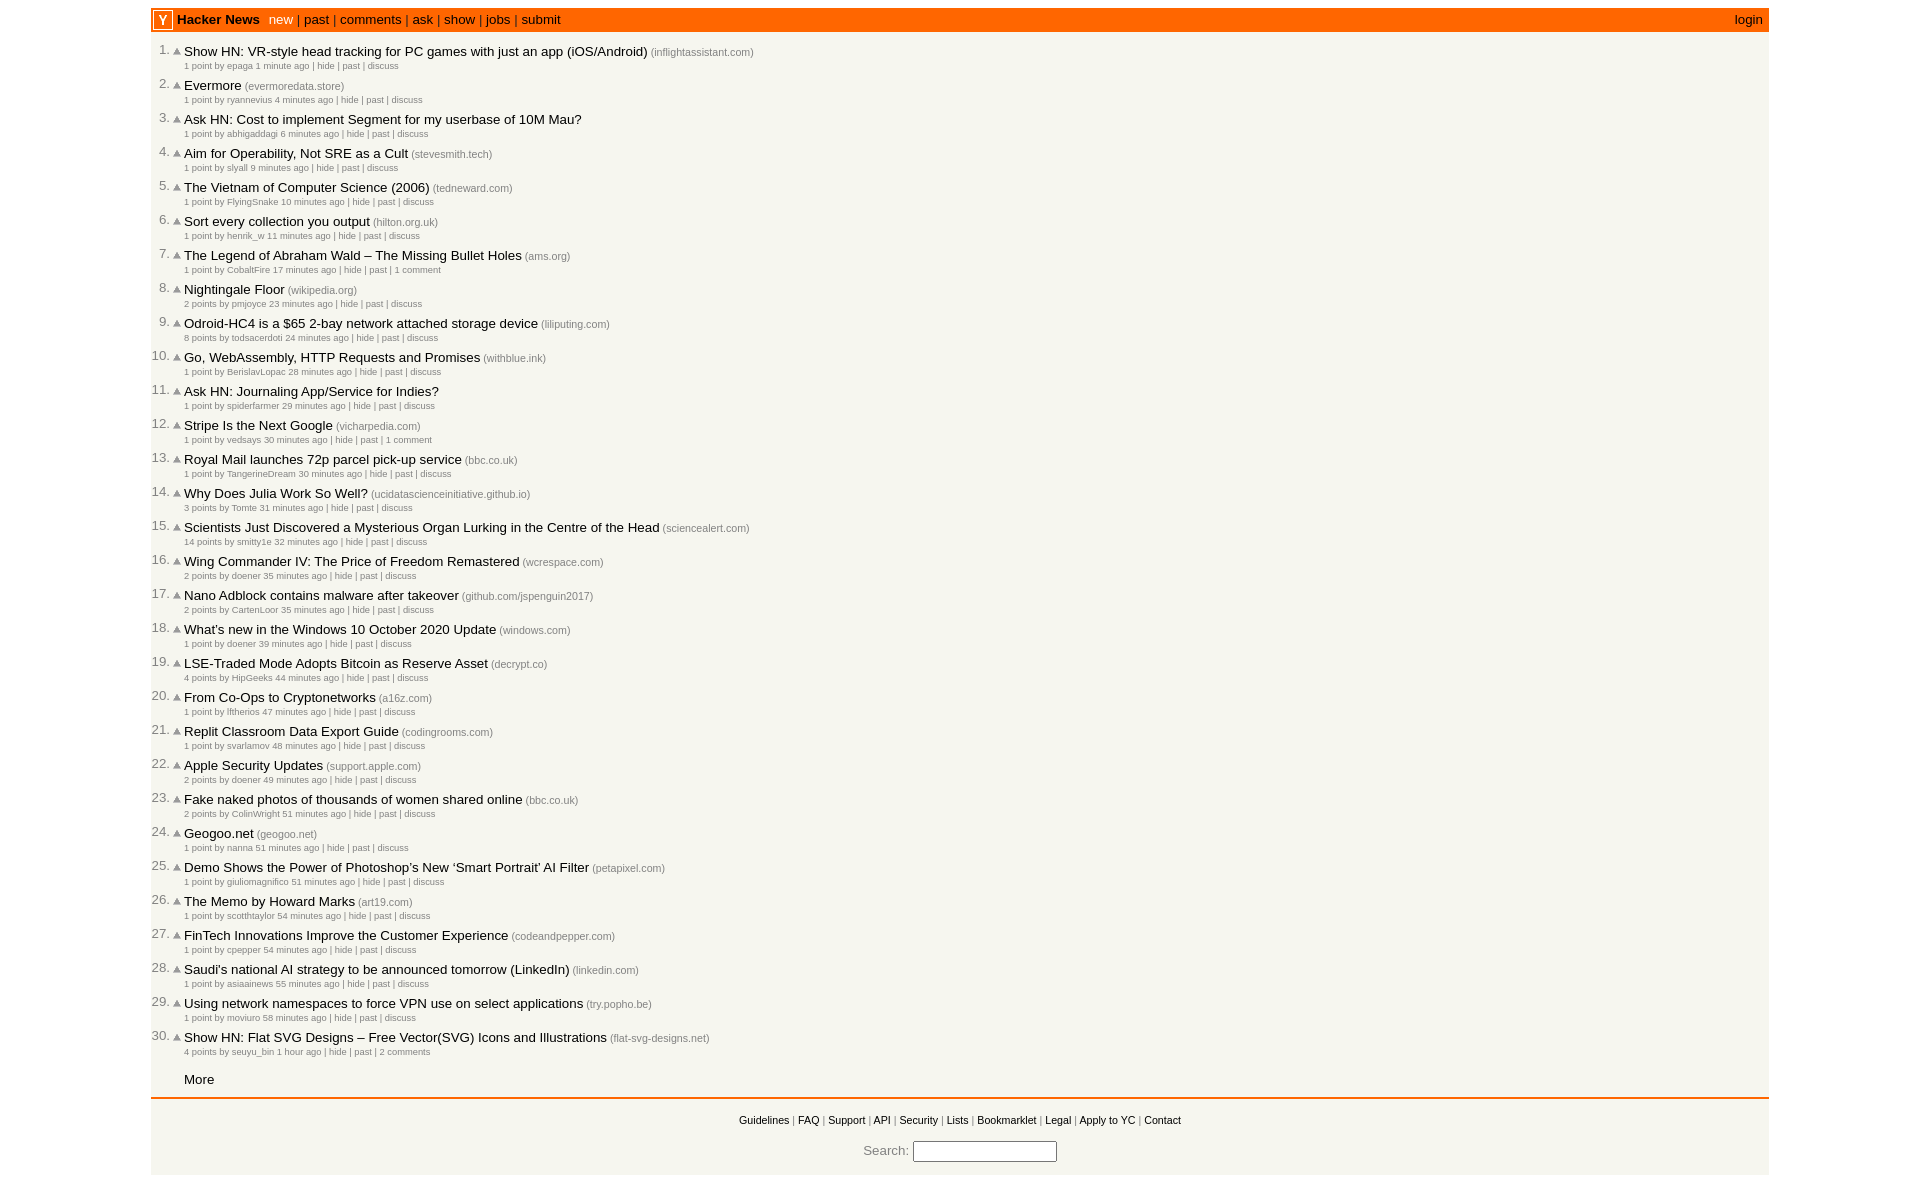 Y Hacker News new | past | comments | ask | show | jobs | submit login
1. Show HN: VR-style head tracking for PC games with just an app (iOS/Android) (inflightassistant.com)
1 point by epaga 1 minute ago | hide | past | discuss
2. Evermore (evermoredata.store)
1 point by ryannevius 4 minutes ago | hide | past | discuss
3. Ask HN: Cost to implement Segment for my userbase of 10M Mau?
1 point by abhigaddagi 6 minutes ago | hide | past | discuss
4. Aim for Operability, Not SRE as a Cult (stevesmith.tech)
1 point by slyall 9 minutes ago | hide | past | discuss
5. The Vietnam of Computer Science (2006) (tedneward.com)
1 point by FlyingSnake 10 minutes ago | hide | past | discuss
6. Sort every collection you output (hilton.org.uk)
1 point by henrik_w 11 minutes ago | hide | past | discuss
7. The Legend of Abraham Wald – The Missing Bullet Holes (ams.org)
1 point by CobaltFire 17 minutes ago | hide | past | 1 comment
8. Nightingale Floor (wikipedia.org)
2 points by pmjoyce 23 minutes ago | hide | past | discuss
9. Odroid-HC4 is a $65 2-bay network attached storage device (liliputing.com)
8 points by todsacerdoti 24 minutes ago | hide | past | discuss
10. Go, WebAssembly, HTTP Requests and Promises (withblue.ink)
1 point by BerislavLopac 28 minutes ago | hide | past | discuss
11. Ask HN: Journaling App/Service for Indies?
1 point by spiderfarmer 29 minutes ago | hide | past | discuss
12. Stripe Is the Next Google (vicharpedia.com)
1 point by vedsays 30 minutes ago | hide | past | 1 comment
13. Royal Mail launches 72p parcel pick-up service (bbc.co.uk)
1 point by TangerineDream 30 minutes ago | hide | past | discuss
14. Why Does Julia Work So Well? (ucidatascienceinitiative.github.io)
3 points by Tomte 31 minutes ago | hide | past | discuss
15. Scientists Just Discovered a Mysterious Organ Lurking in the Centre of the Head (sciencealert.com)
14 points by smitty1e 32 minutes ago | hide | past | discuss
16. Wing Commander IV: The Price of Freedom Remastered (wcrespace.com)
2 points by doener 35 minutes ago | hide | past | discuss
17. Nano Adblock contains malware after takeover (github.com/jspenguin2017)
2 points by CartenLoor 35 minutes ago | hide | past | discuss
18. What’s new in the Windows 10 October 2020 Update (windows.com)
1 point by doener 39 minutes ago | hide | past | discuss
19. LSE-Traded Mode Adopts Bitcoin as Reserve Asset (decrypt.co)
4 points by HipGeeks 44 minutes ago | hide | past | discuss
20. From Co-Ops to Cryptonetworks (a16z.com)
1 point by lftherios 47 minutes ago | hide | past | discuss
21. Replit Classroom Data Export Guide (codingrooms.com)
1 point by svarlamov 48 minutes ago | hide | past | discuss
22. Apple Security Updates (support.apple.com)
2 points by doener 49 minutes ago | hide | past | discuss
23. Fake naked photos of thousands of women shared online (bbc.co.uk)
2 points by ColinWright 51 minutes ago | hide | past | discuss
24. Geogoo.net (geogoo.net)
1 point by nanna 51 minutes ago | hide | past | discuss
25. Demo Shows the Power of Photoshop’s New ‘Smart Portrait’ AI Filter (petapixel.com)
1 point by giuliomagnifico 51 minutes ago | hide | past | discuss
26. The Memo by Howard Marks (art19.com)
1 point by scotthtaylor 54 minutes ago | hide | past | discuss
27. FinTech Innovations Improve the Customer Experience (codeandpepper.com)
1 point by cpepper 54 minutes ago | hide | past | discuss
28. Saudi's national AI strategy to be announced tomorrow (LinkedIn) (linkedin.com)
1 point by asiaainews 55 minutes ago | hide | past | discuss
29. Using network namespaces to force VPN use on select applications (try.popho.be)
1 point by moviuro 58 minutes ago | hide | past | discuss
30. Show HN: Flat SVG Designs – Free Vector(SVG) Icons and Illustrations (flat-svg-designs.net)
4 points by seuyu_bin 1 hour ago | hide | past | 2 comments
More
Guidelines | FAQ | Support | API | Security | Lists | Bookmarklet | Legal | Apply to YC | Contact
Search: